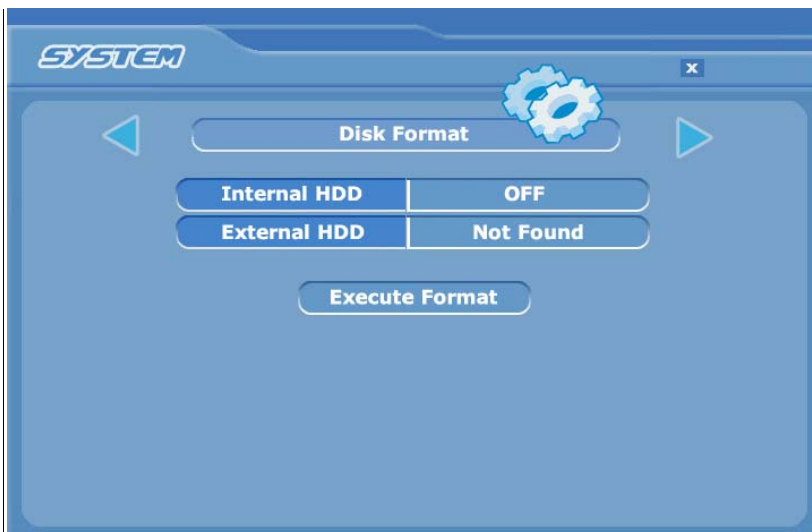 SYSTEM
X
Disk Format
Internal HDD OFF
External HDD Not Found
Execute Format